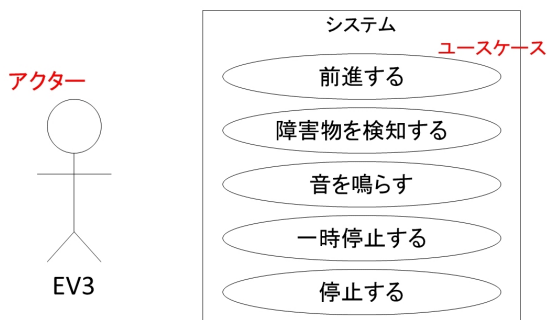 システム
ユースケース
アクター
前進する
障害物を検知する
音を鳴らす
一時停止する
停止する
EV3